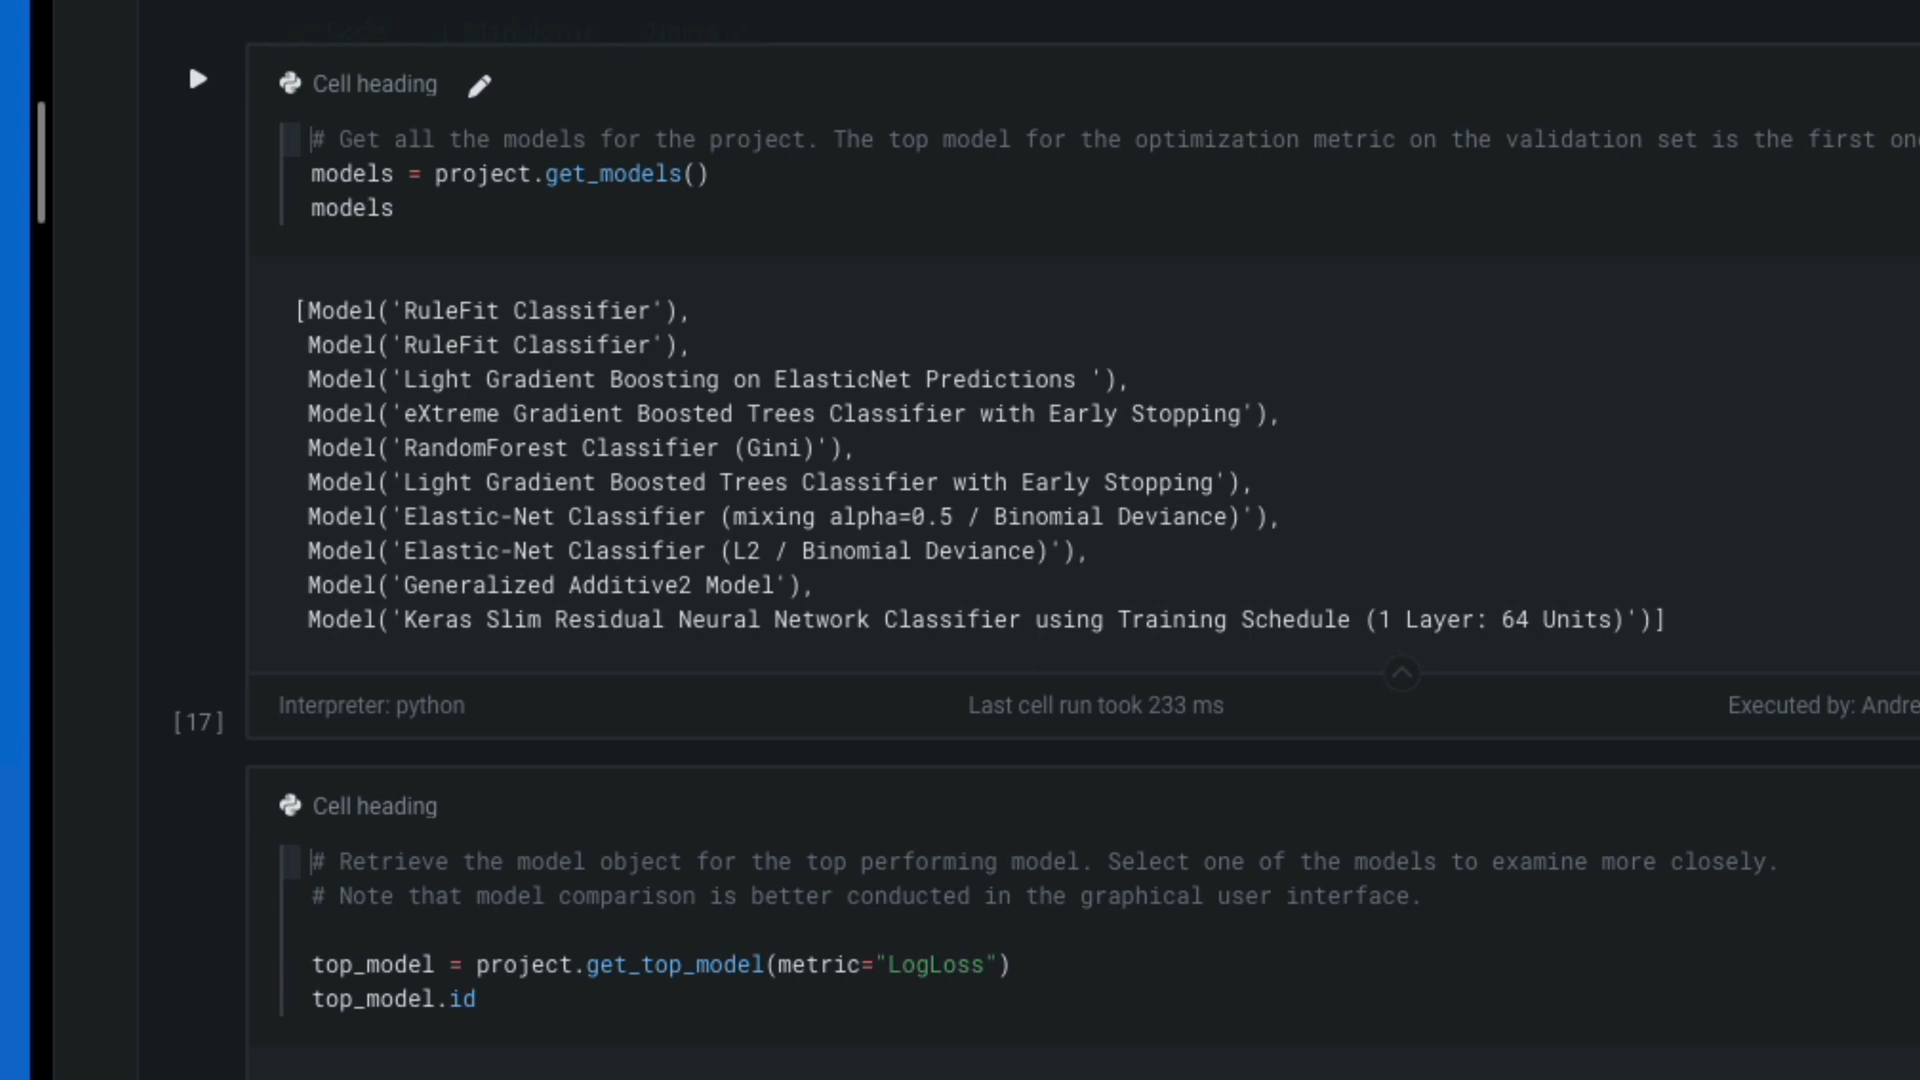 Cell heading
# Get all the models for the project. The top model for the optimization metric on the validation set is the first
models = project.get_models()
models
[Model('RuleFit Classifier'),
Model('RuleFit Classifier'),
Model('Light Gradient Boosting on ElasticNet Predictions '),
Model('eXtreme Gradient Boosted Trees Classifier with Early Stopping'),
Model('RandomForest Classifier (Gini)'),
Model('Light Gradient Boosted Trees Classifier with Early Stopping'),
Model('Elastic-Net Classifier (mixing alpha=0.5 / Binomial Deviance)'),
Model('Elastic-Net Classifier (L2 / Binomial Deviance)'),
Model('Generalized Additive2 Model'),
Model('Keras Slim Residual Neural Network Classifier using Training Schedule (1 Layer: 64 Units)')]
Interpreter: python Last cell run took 233 ms Executed by: Andre
[17]
Cell heading
# Retrieve the model object for the top performing model. Select one of the models to examine more closely.
# Note that model comparison is better conducted in the graphical user interface.
top_model = project.get_top_model(metric="LogLoss")
top_model.id